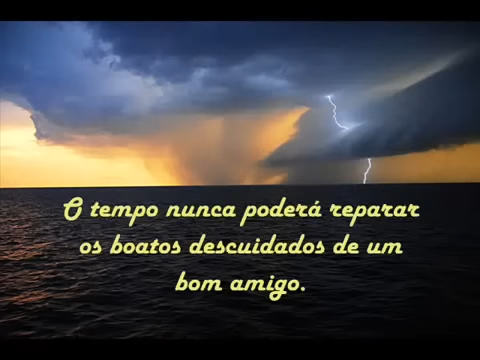 O tempo nunca poderá reparar
os boatos descuidados de um
bom amigo.